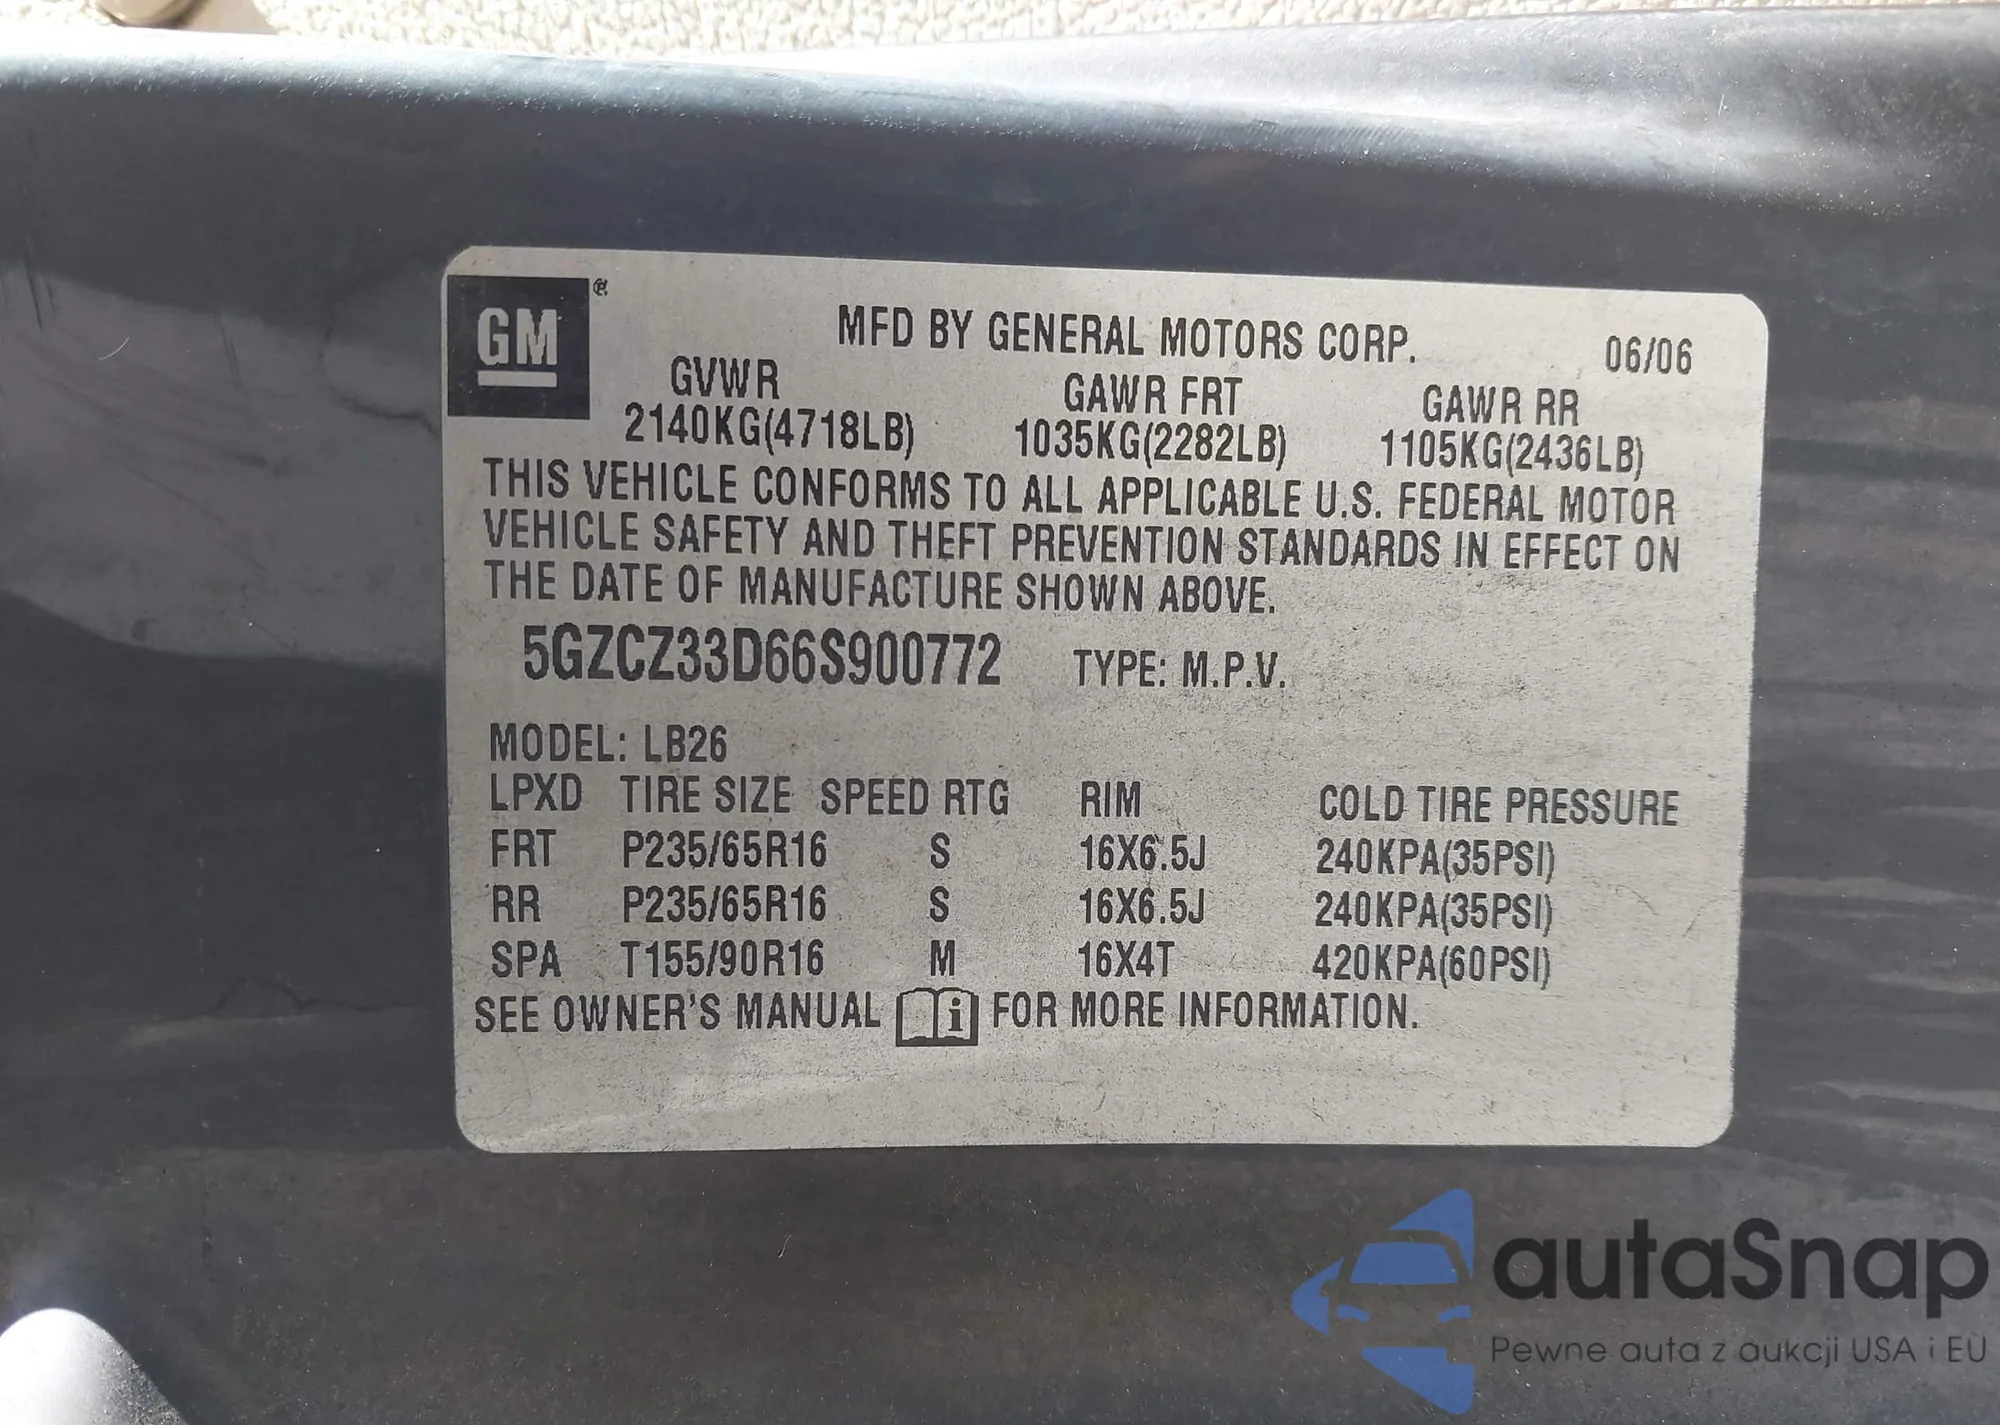 GM®
MFD BY GENERAL MOTORS CORP. 06/06
GVWR GAWR FRT GAWR RR
2140KG(4718LB) 1035KG(2282LB) 1105KG(2436LB)
THIS VEHICLE CONFORMS TO ALL APPLICABLE U.S. FEDERAL MOTOR
VEHICLE SAFETY AND THEFT PREVENTION STANDARDS IN EFFECT ON
THE DATE OF MANUFACTURE SHOWN ABOVE.
5GZCZ33D66S900772 TYPE: M.P.V.
MODEL: LB26
LPXD TIRE SIZE SPEED RTG RIM COLD TIRE PRESSURE
FRT P235/65R16 S 16X6.5J 240KPA(35PSI)
RR P235/65R16 S 16X6.5J 240KPA(35PSI)
SPA T155/90R16 M 16X4T 420KPA(60PSI)
SEE OWNER'S MANUAL i FOR MORE INFORMATION.
autaSnap
Pewne auta z aukcji USA i EU